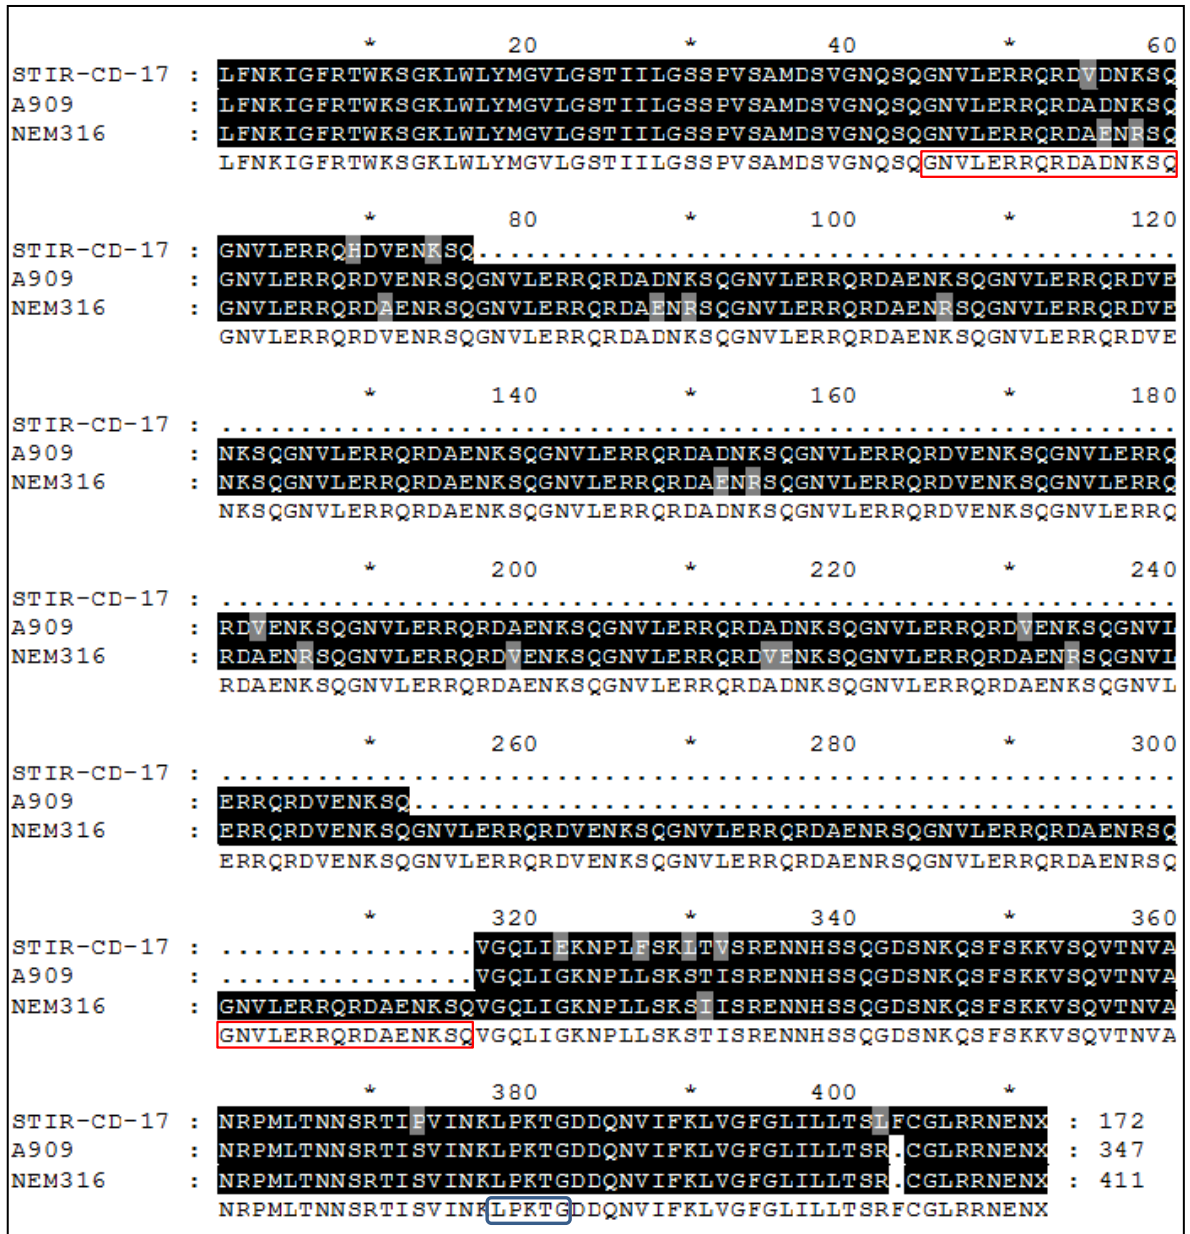 * 20 * 40 * 60
STIR-CD-17 : LFNKIGFRTWKSGKLWLYMGVLGSTIILGSSPVSAMDSVGNQSQGNVLERRQRDVDNKSQ
A909 : LFNKIGFRTWKSGKLWLYMGVLGSTIILGSSPVSAMDSVGNQSQGNVLERRQRDADNKSQ
NEM316 : LFNKIGFRTWKSGKLWLYMGVLGSTIILGSSPVSAMDSVGNQSQGNVLERRQRDAENRSQ
LFNKIGFRTWKSGKLWLYMGVLGSTIILGSSPVSAMDSVGNQSQGNVLERRQRDADNKSQ
* 80 * 100 * 120
STIR-CD-17 : GNVLERRQHDVENKSQ............................................
A909 : GNVLERRQRDVENRSQGNVLERRQRDADNKSQGNVLERRQRDAENKSQGNVLERRQRDVE
NEM316 : GNVLERRQRDAENRSQGNVLERRQRDAENRSQGNVLERRQRDAENRSQGNVLERRQRDVE
GNVLERRQRDVENRSQGNVLERRQRDADNKSQGNVLERRQRDAENKSQGNVLERRQRDVE
* 140 * 160 * 180
STIR-CD-17 : ............................................................
A909 : NKSQGNVLERRQRDAENKSQGNVLERRQRDADNKSQGNVLERRQRDVENKSQGNVLERRQ
NEM316 : NKSQGNVLERRQRDAENKSQGNVLERRQRDAENRSQGNVLERRQRDVENKSQGNVLERRQ
NKSQGNVLERRQRDAENKSQGNVLERRQRDADNKSQGNVLERRQRDVENKSQGNVLERRQ
* 200 * 220 * 240
STIR-CD-17 : ............................................................
A909 : RDVENKSQGNVLERRQRDAENKSQGNVLERRQRDADNKSQGNVLERRQRDVENKSQGNVL
NEM316 : RDAENRSQGNVLERRQRDVENKSQGNVLERRQRDVENKSQGNVLERRQRDAENRSQGNVL
RDAENKSQGNVLERRQRDAENKSQGNVLERRQRDADNKSQGNVLERRQRDAENKSQGNVL
* 260 * 280 * 300
STIR-CD-17 : ............................................................
A909 : ERRQRDVENKSQ................................................
NEM316 : ERRQRDVENKSQGNVLERRQRDVENKSQGNVLERRQRDAENRSQGNVLERRQRDAENRSQ
ERRQRDVENKSQGNVLERRQRDVENKSQGNVLERRQRDAENRSQGNVLERRQRDAENRSQ
* 320 * 340 * 360
STIR-CD-17 : ................VGQLIEKNPLFSKLTVSRENNHSSQGDSNKQSFSKKVSQVTNVA
A909 : ................VGQLIGKNPLLSKSTISRENNHSSQGDSNKQSFSKKVSQVTNVA
NEM316 : GNVLERRQRDAENKSQVGQLIGKNPLLSKSIISRENNHSSQGDSNKQSFSKKVSQVTNVA
GNVLERRQRDAENKSQVGQLIGKNPLLSKSTISRENNHSSQGDSNKQSFSKKVSQVTNVA
* 380 * 400 *
STIR-CD-17 : NRPMLTNNSRTIPVINKLPKTGDDQNVIFKLVGFGLILLTSLFCGLRRNENX : 172
A909 : NRPMLTNNSRTISVINKLPKTGDDQNVIFKLVGFGLILLTSR.CGLRRNENX : 347
NEM316 : NRPMLTNNSRTISVINKLPKTGDDQNVIFKLVGFGLILLTSR.CGLRRNENX : 411
NRPMLTNNSRTISVINKLPKTGDDQNVIFKLVGFGLILLTSRFCGLRRNENX